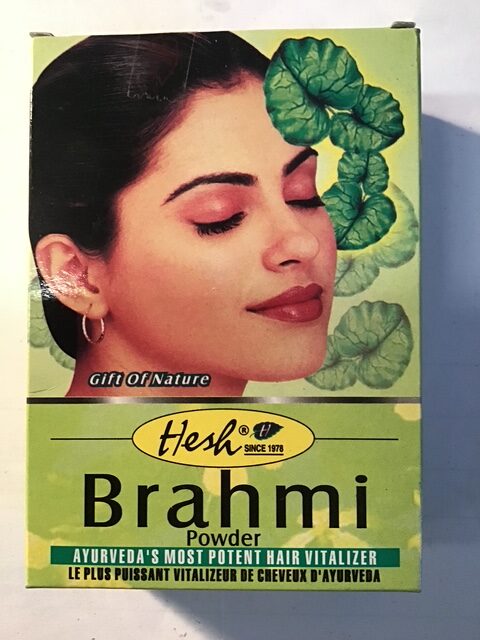 Gift Of Nature
Hesh® H
SINCE 1978
Brahmi
Powder
AYURVEDA'S MOST POTENT HAIR VITALIZER
LE PLUS PUISSANT VITALIZEUR DE CHEVEUX D'AYURVEDA